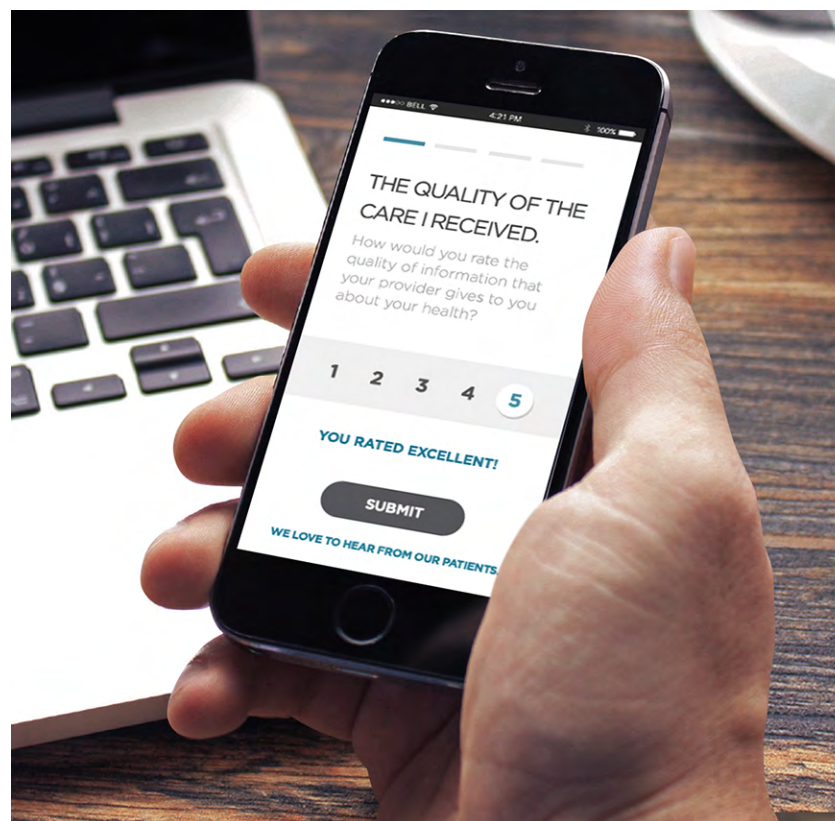 BELL 4:21 PM 100%
THE QUALITY OF THE
CARE I RECEIVED.
How would you rate the
quality of information that
your provider gives to you
about your health?
1 2 3 4 5
YOU RATED EXCELLENT!
SUBMIT
WE LOVE TO HEAR FROM OUR PATIENTS.